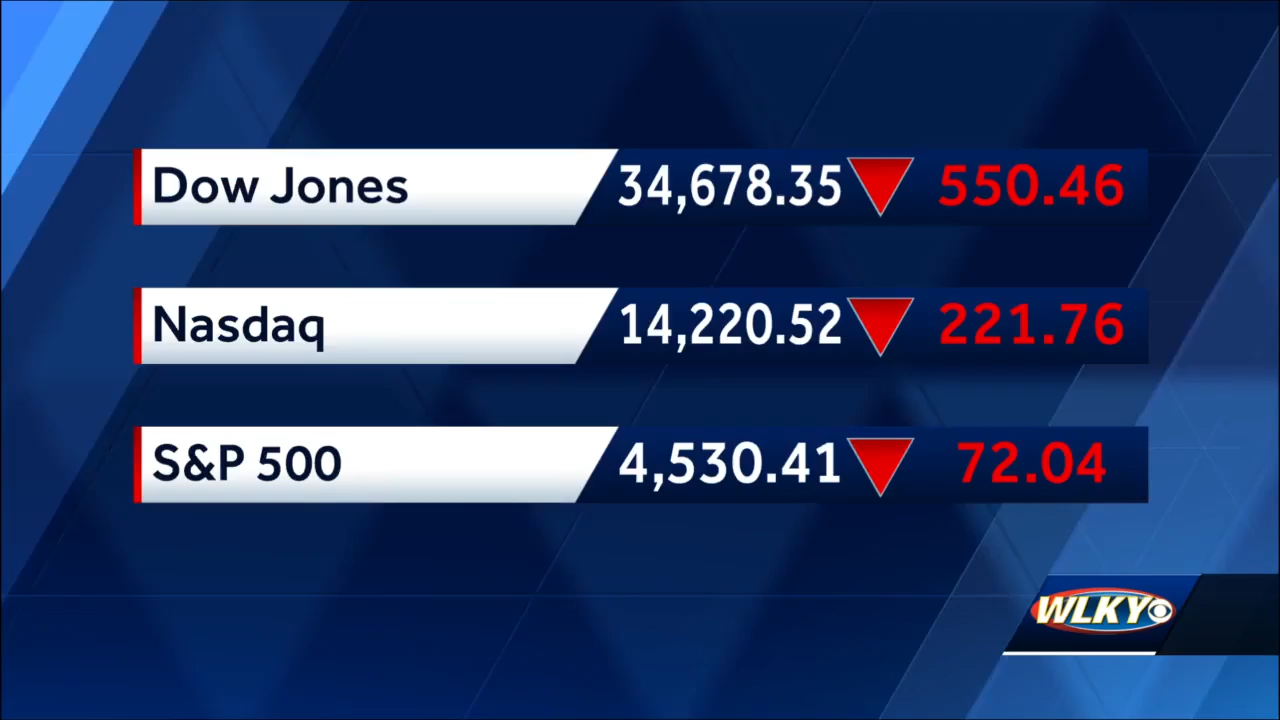 Dow Jones 34,678.35 ▼ 550.46
Nasdaq 14,220.52 ▼ 221.76
S&P 500 4,530.41 ▼ 72.04
WLKY